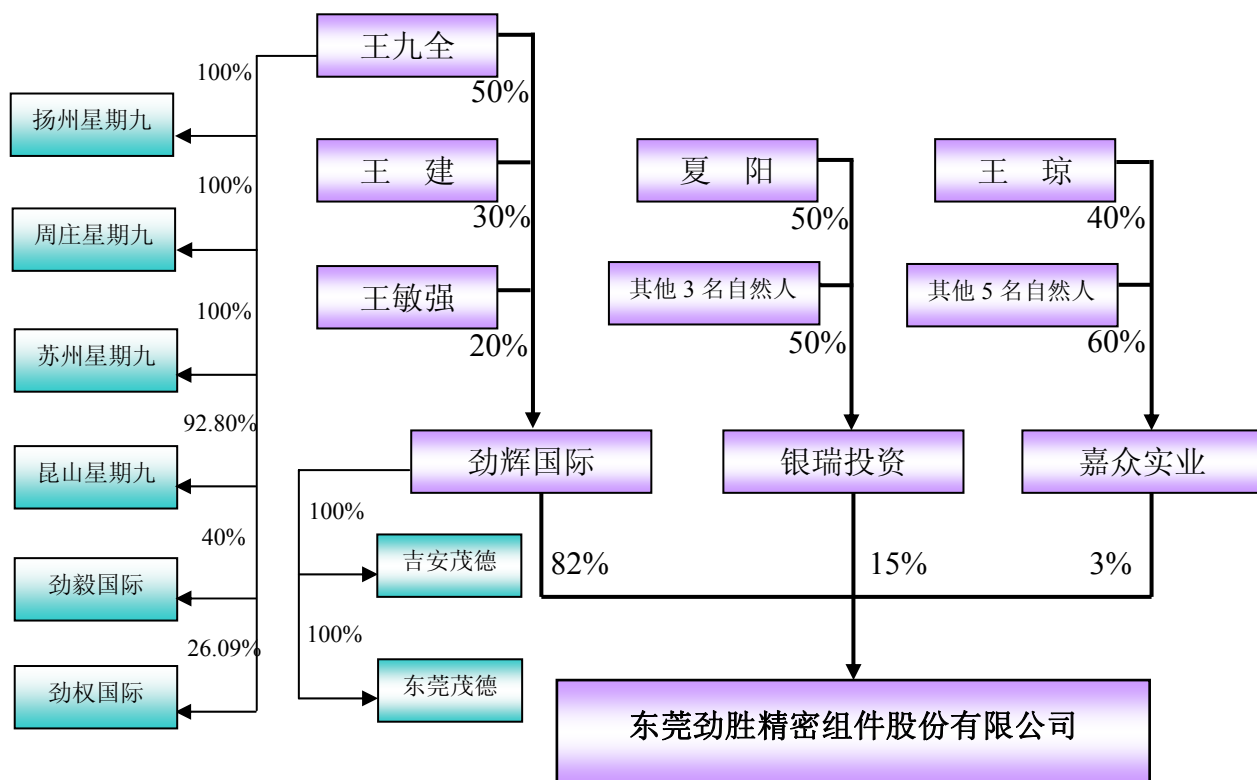 王九全
100%
50%
扬州星期九
100%
王　建
30%
夏　阳
50%
王　琼
40%
周庄星期九
100%
王敏强
20%
其他 3 名自然人
50%
其他 5 名自然人
60%
苏州星期九
92.80%
昆山星期九
40%
劲辉国际
银瑞投资
嘉众实业
100%
吉安茂德
82%
15%
3%
劲毅国际
26.09%
100%
劲权国际
东莞茂德
东莞劲胜精密组件股份有限公司